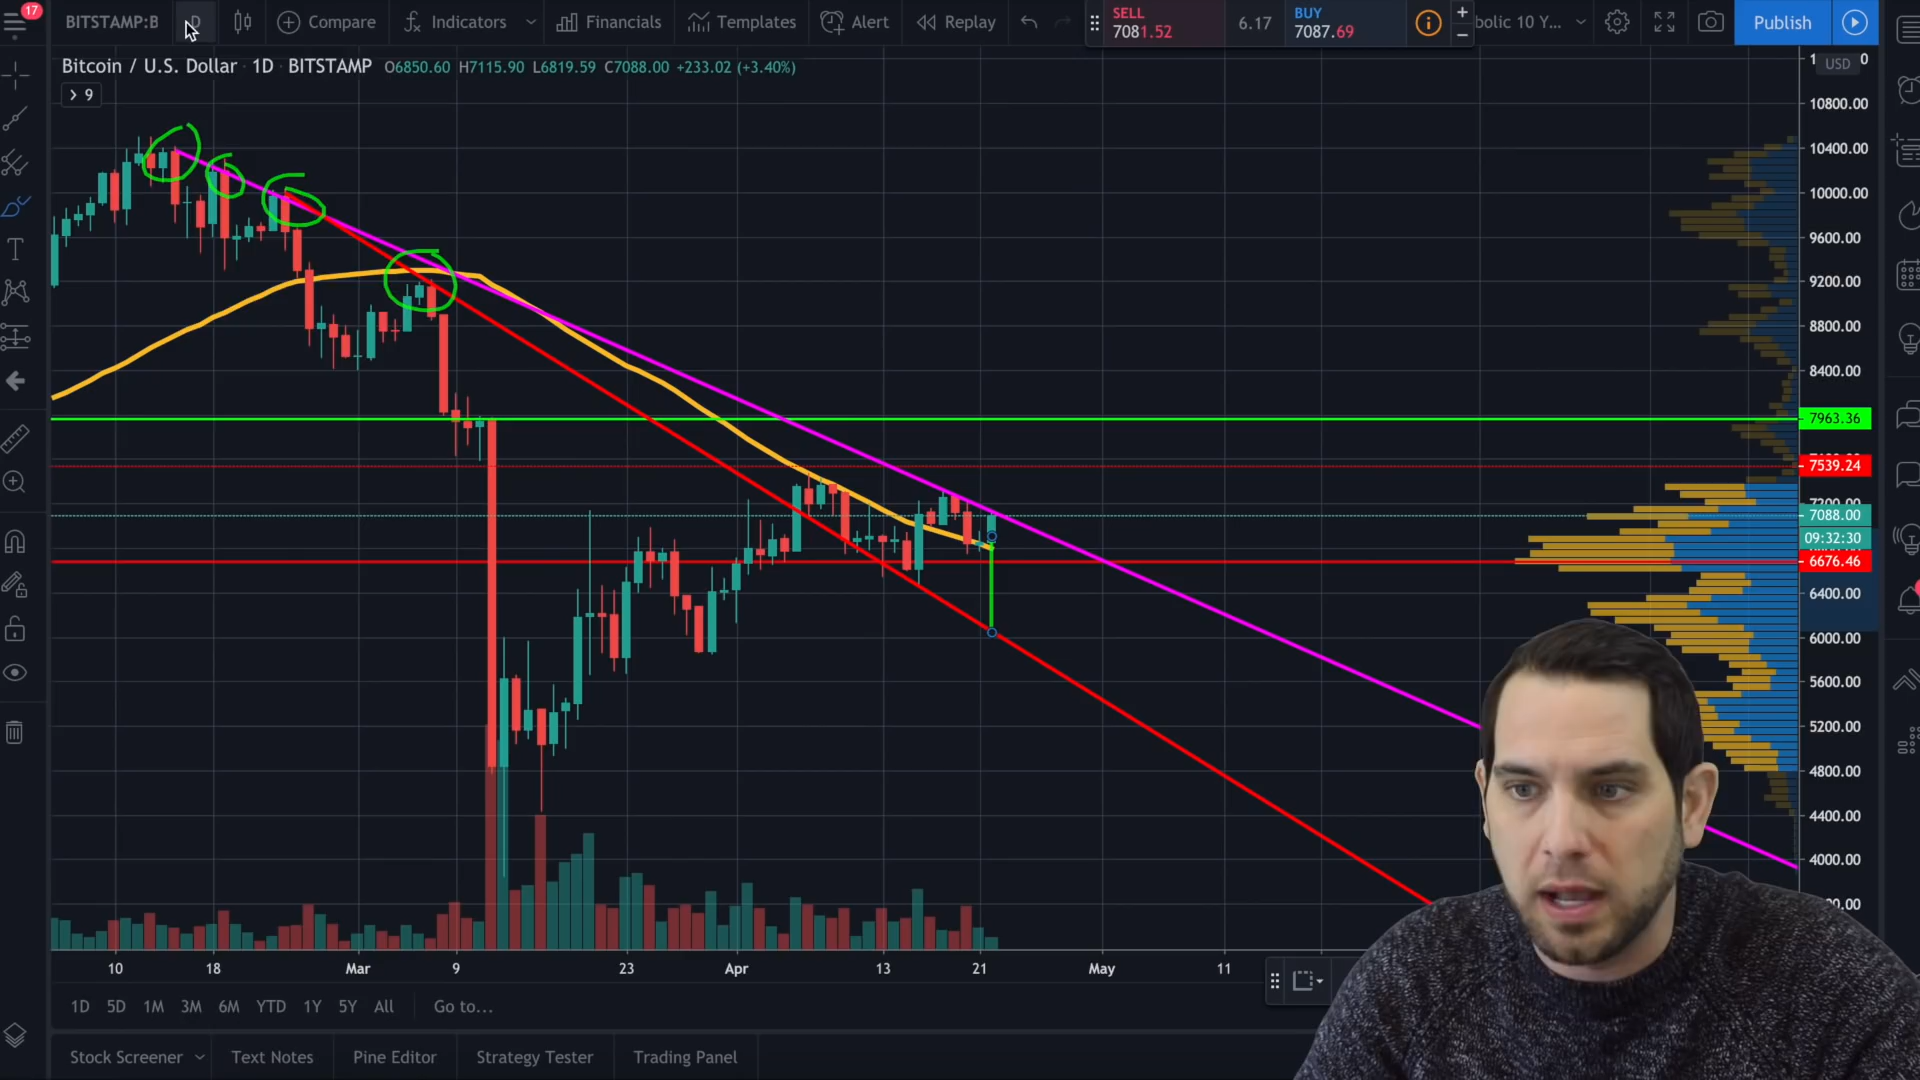 17
BITSTAMP:B
D
Compare
Indicators
Financials
Templates
Alert
Replay
SELL
7081.52
6.17
BUY
7087.69
bolic 10 Y...
Publish
Bitcoin / U.S. Dollar · 1D · BITSTAMP O6850.60 H7115.90 L6819.59 C7088.00 +233.02 (+3.40%)
9
USD
10800.00
10400.00
10000.00
9600.00
9200.00
8800.00
8400.00
7963.36
7539.24
7200.00
7088.00
09:32:30
6676.46
6400.00
6000.00
5600.00
5200.00
4800.00
4400.00
4000.00
10 18 Mar 9 23 Apr 13 21 May 11
1D 5D 1M 3M 6M YTD 1Y 5Y All Go to...
Stock Screener Text Notes Pine Editor Strategy Tester Trading Panel